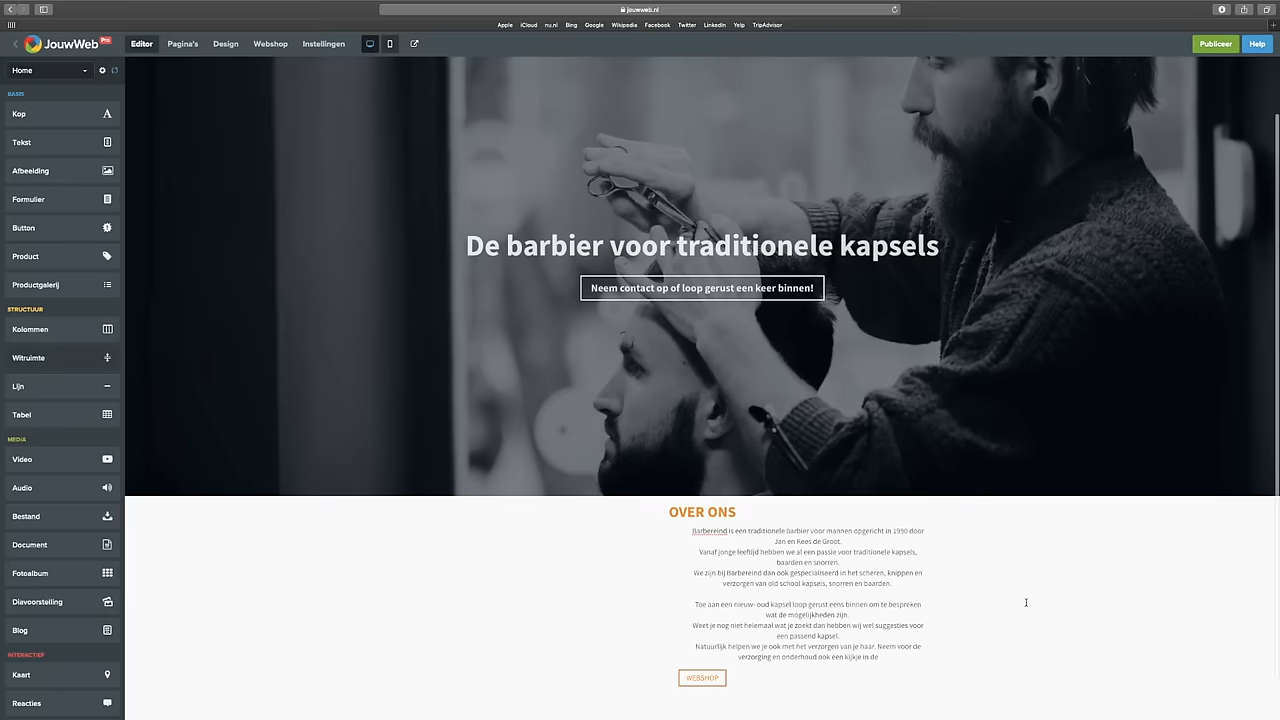 jouwweb.nl
Apple iCloud nu.nl Bing Google Wikipedia Facebook Twitter LinkedIn Yelp TripAdvisor
JouwWeb Pro Editor Pagina's Design Webshop Instellingen Publiceer Help
Home
BASIS
Kop
Tekst
Afbeelding
Formulier
Button
Product
Productgalerij
STRUCTUUR
Kolommen
Witruimte
Lijn
Tabel
MEDIA
Video
Audio
Bestand
Document
Fotoalbum
Diavoorstelling
Blog
INTERACTIEF
Kaart
Reacties
De barbier voor traditionele kapsels
Neem contact op of loop gerust een keer binnen!
OVER ONS
Barbereind is een traditionele barbier voor mannen opgericht in 1990 door
Jan en Kees de Groot.
Vanaf jonge leeftijd hebben we al een passie voor traditionele kapsels,
baarden en snorren.
We zijn bij Barbereind dan ook gespecialiseerd in het scheren, knippen en
verzorgen van old school kapsels, snorren en baarden.
Toe aan een nieuw- oud kapsel loop gerust eens binnen om te bespreken
wat de mogelijkheden zijn.
Weet je nog niet helemaal wat je zoekt dan hebben wij wel suggesties voor
een passend kapsel.
Natuurlijk helpen we je ook met het verzorgen van je haar. Neem voor de
verzorging en onderhoud ook een kijkje in de
WEBSHOP